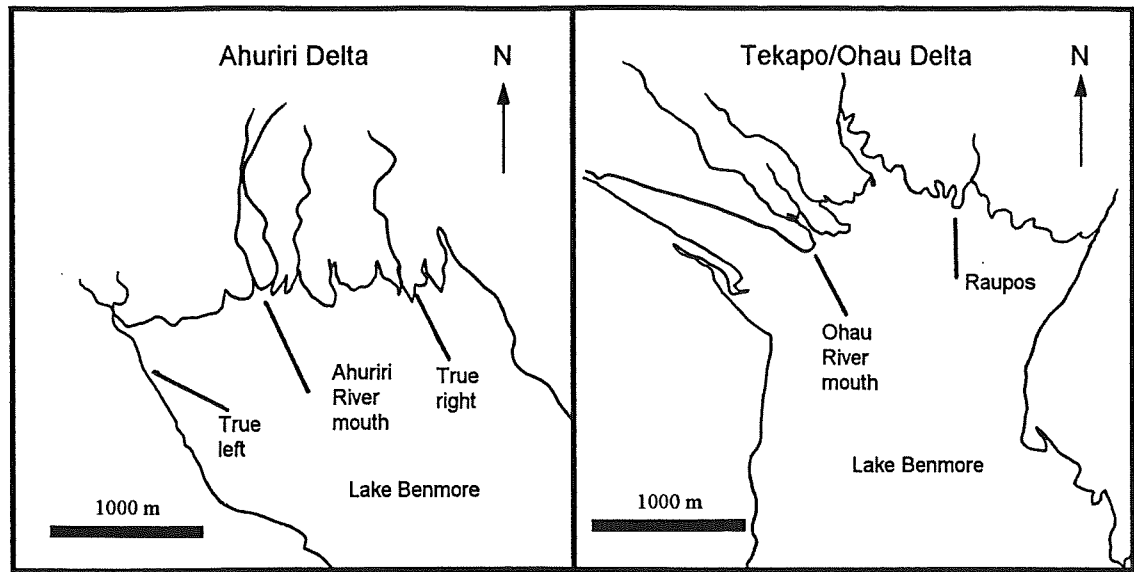 Ahuriri Delta
N
Ahuriri
River
mouth
True
right
True
left
Lake Benmore
1000 m
Tekapo/Ohau Delta
N
Raupos
Ohau
River
mouth
Lake Benmore
1000 m